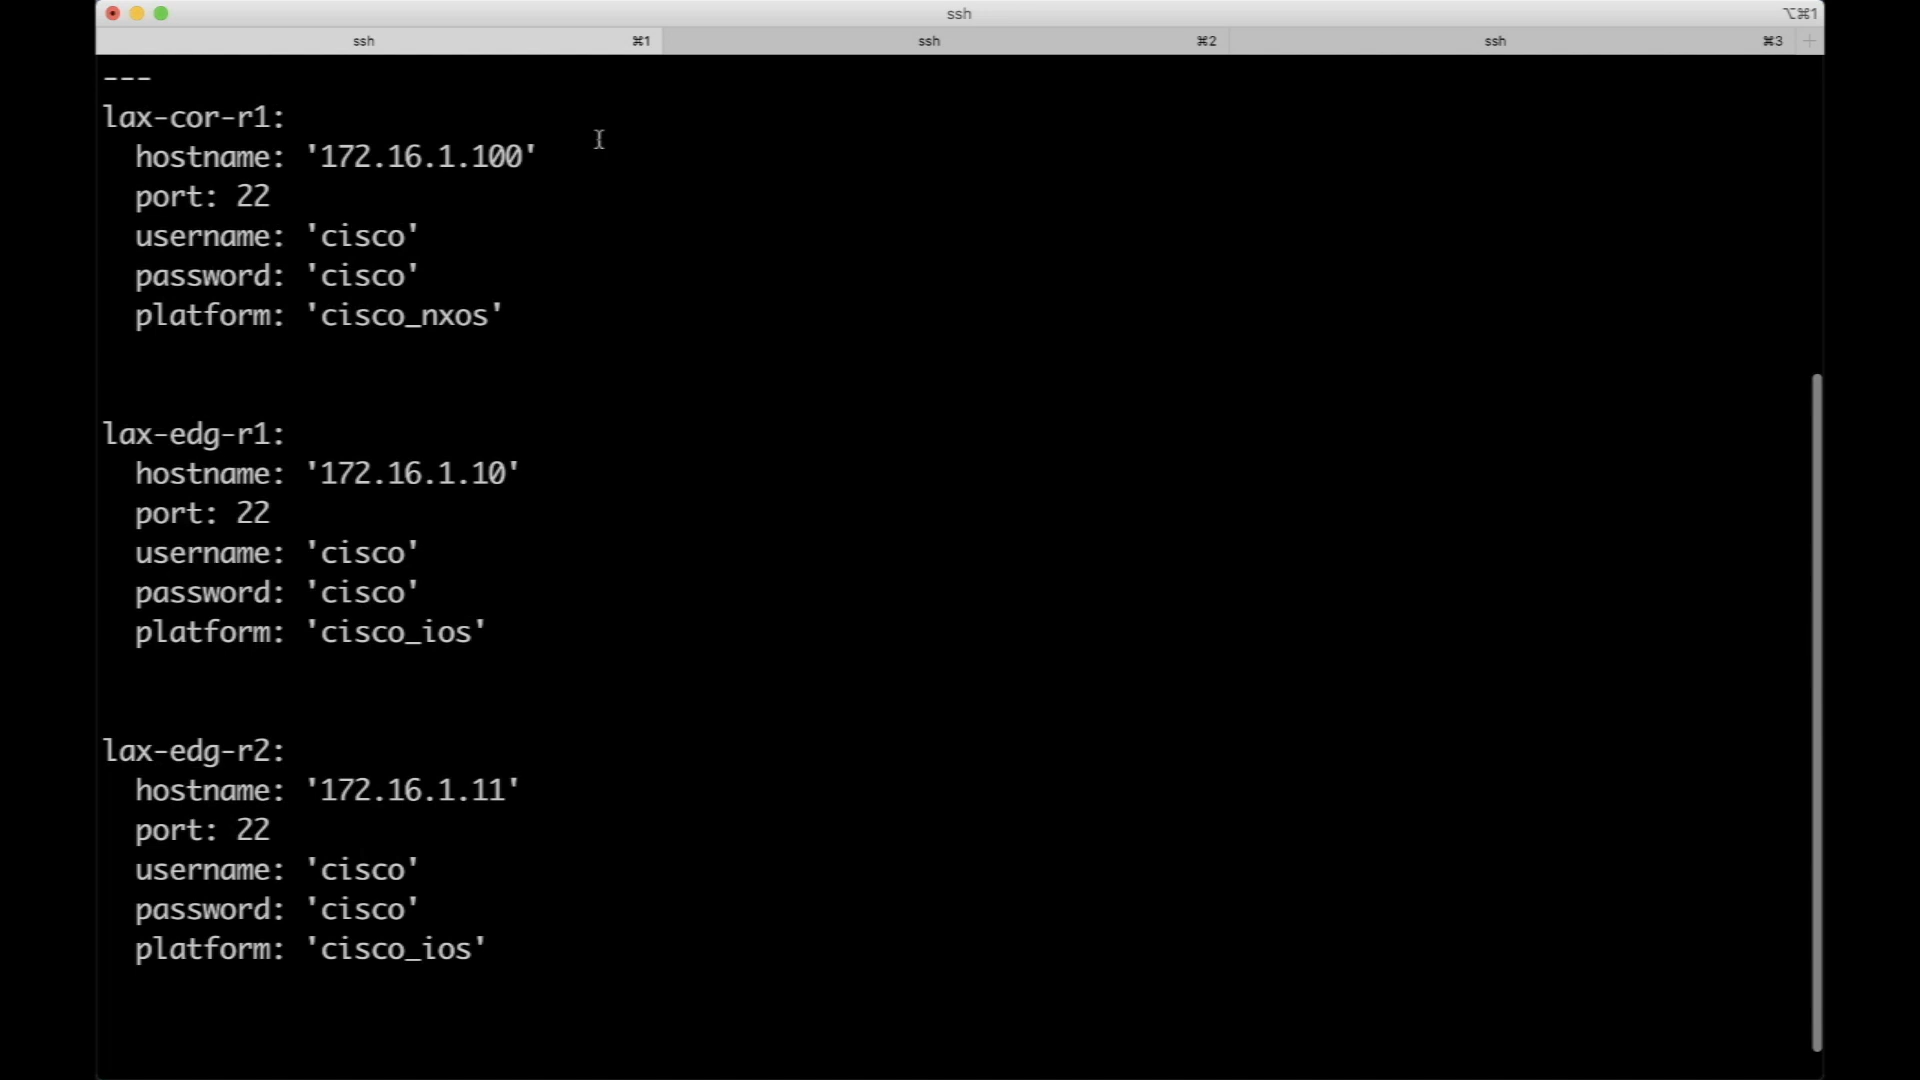 ssh
⌥⌘1
ssh ⌘1 ssh ⌘2 ssh ⌘3 +
---
lax-cor-r1:
  hostname: '172.16.1.100'
  port: 22
  username: 'cisco'
  password: 'cisco'
  platform: 'cisco_nxos'
lax-edg-r1:
  hostname: '172.16.1.10'
  port: 22
  username: 'cisco'
  password: 'cisco'
  platform: 'cisco_ios'
lax-edg-r2:
  hostname: '172.16.1.11'
  port: 22
  username: 'cisco'
  password: 'cisco'
  platform: 'cisco_ios'